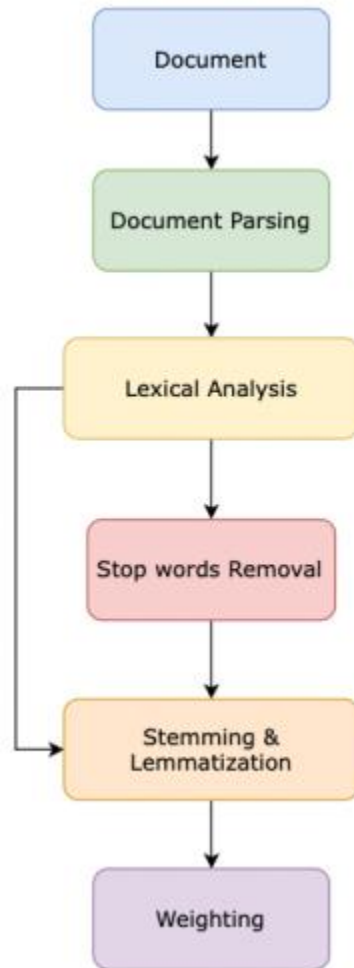 Document
Document Parsing
Lexical Analysis
Stop words Removal
Stemming &
Lemmatization
Weighting